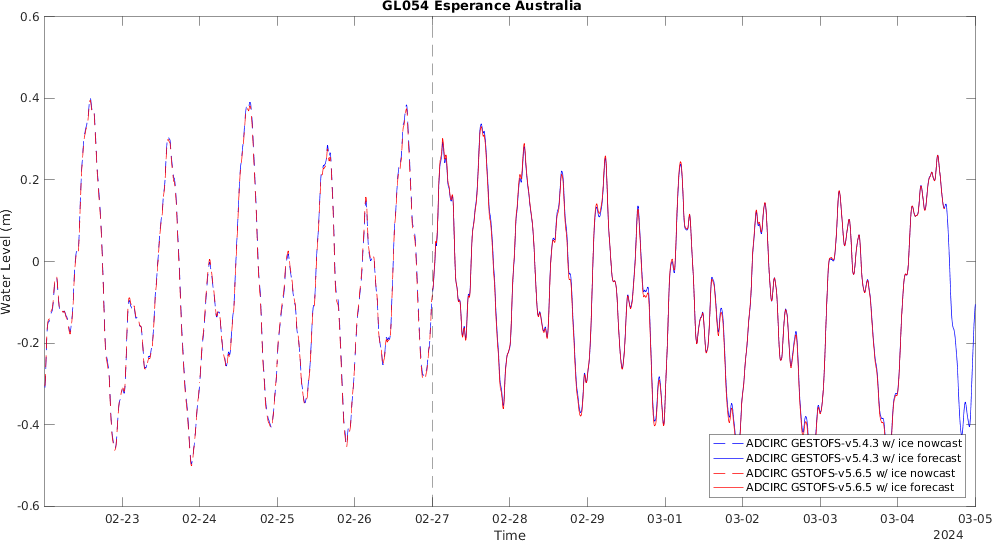 GL054 Esperance Australia
Water Level (m)
0.6
0.4
0.2
0
-0.2
-0.4
-0.6
02-23 02-24 02-25 02-26 02-27 02-28 02-29 03-01 03-02 03-03 03-04 03-05
Time
2024
ADCIRC GESTOFS-v5.4.3 w/ ice nowcast
ADCIRC GESTOFS-v5.4.3 w/ ice forecast
ADCIRC GSTOFS-v5.6.5 w/ ice nowcast
ADCIRC GSTOFS-v5.6.5 w/ ice forecast